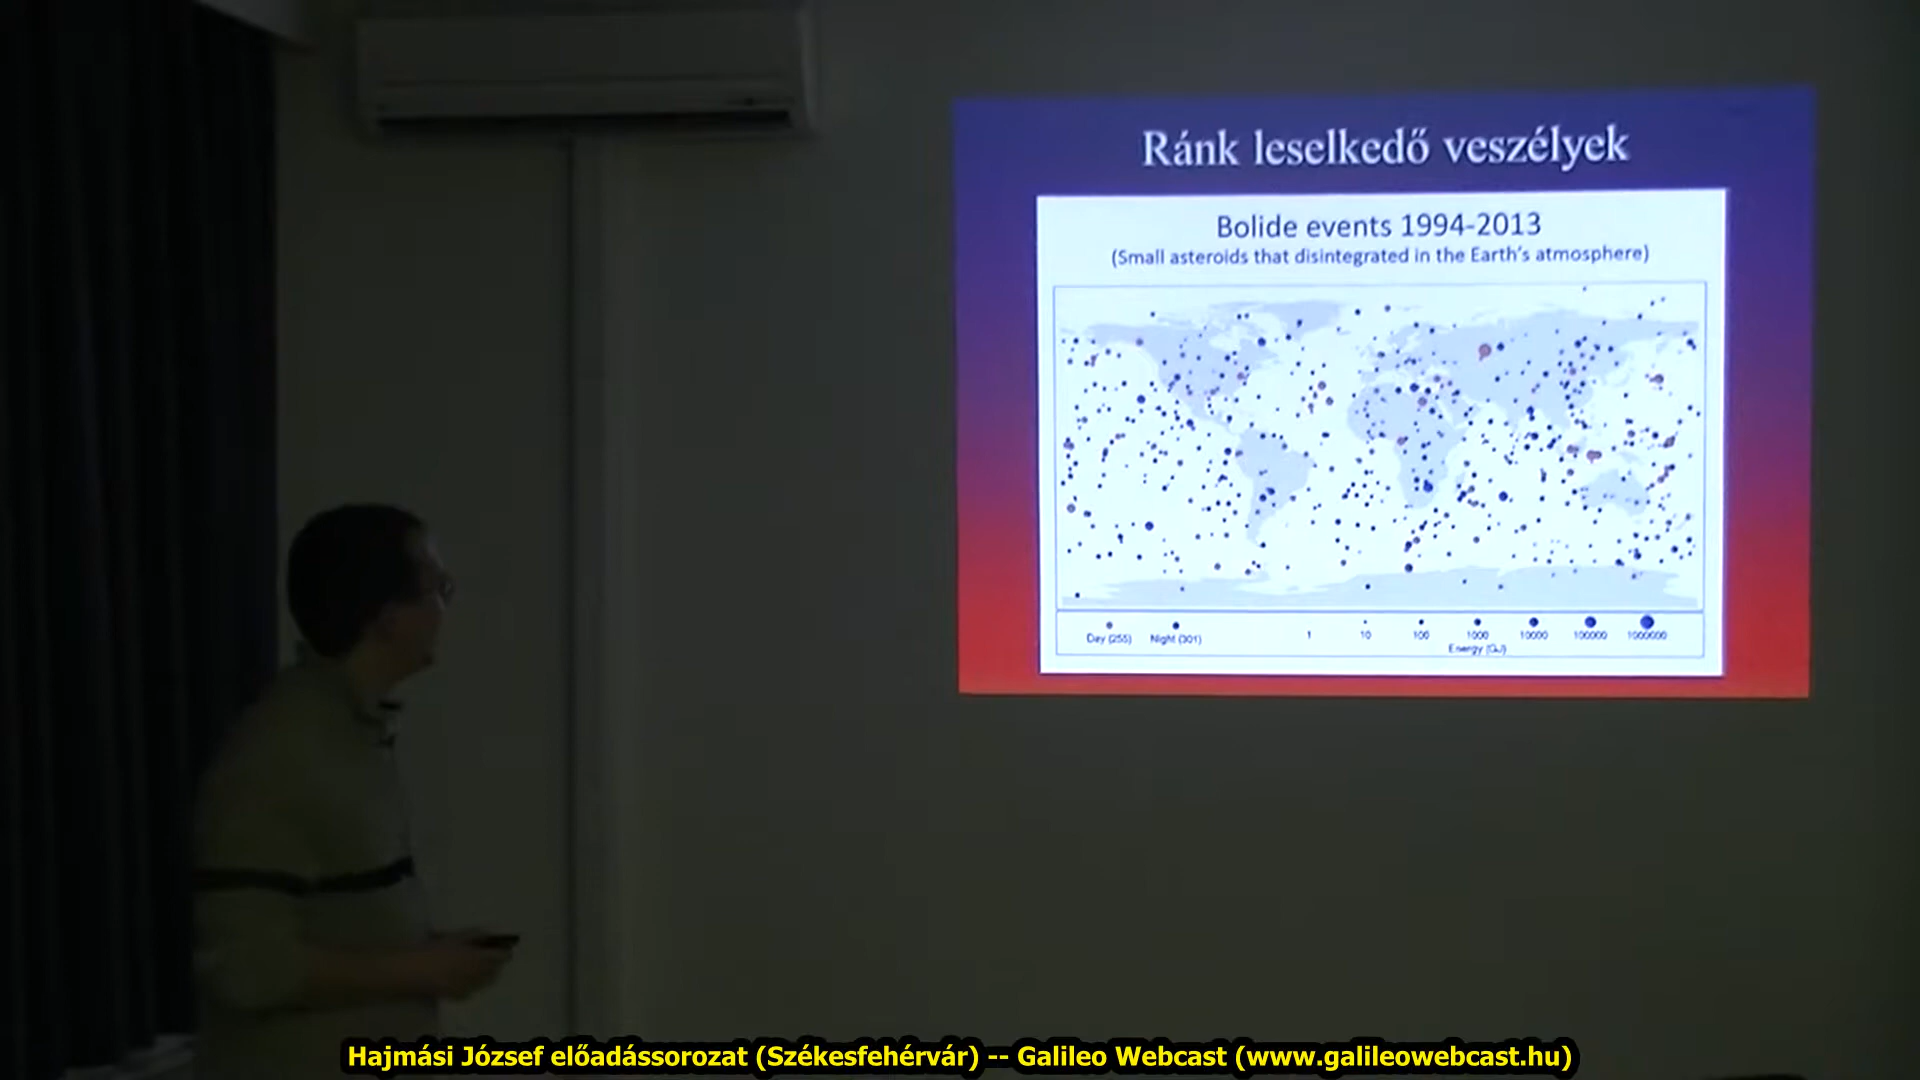 Ránk leselkedő veszélyek
Bolide events 1994-2013
(Small asteroids that disintegrated in the Earth's atmosphere)
Day (255) Night (301) 1 10 100 1000 10000 100000 1000000
Energy (GJ)
Hajmási József előadássorozat (Székesfehérvár) -- Galileo Webcast (www.galileowebcast.hu)